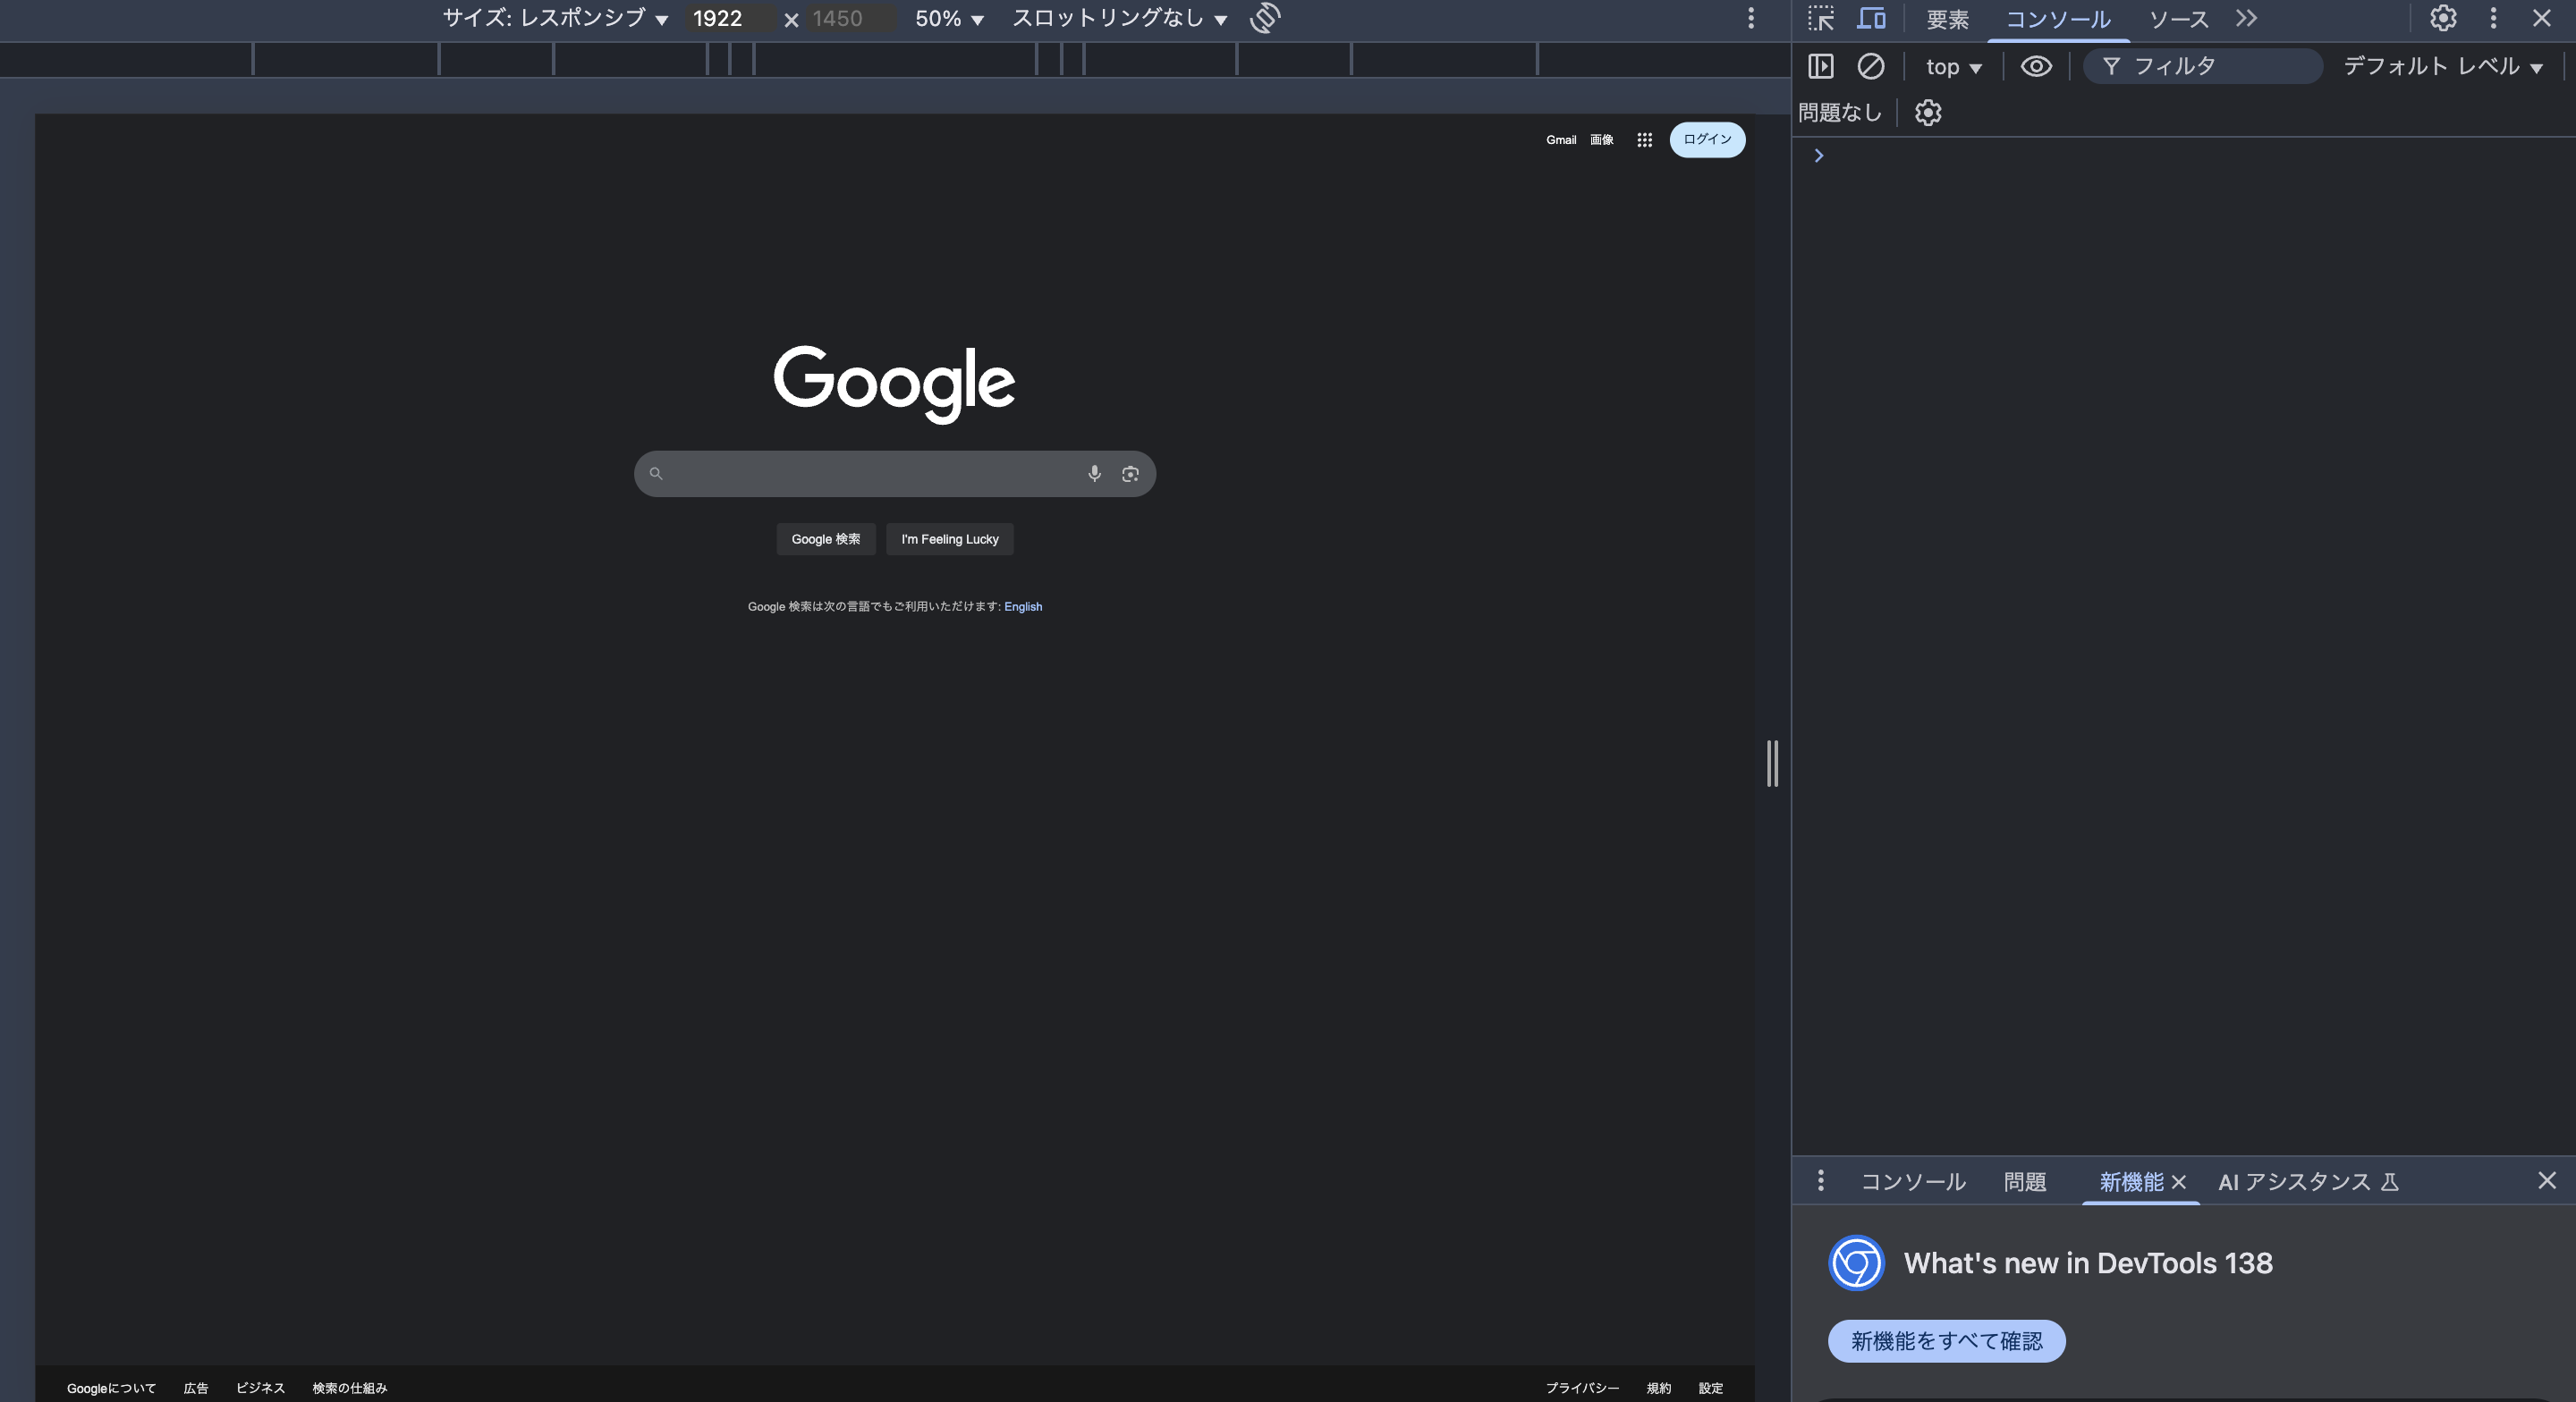 サイズ: レスポンシブ ▼ 1922 × 1450 50% ▼ スロットリングなし ▼
要素 コンソール ソース
top ▼ フィルタ デフォルト レベル ▼
問題なし
Gmail 画像 ログイン
Google
Google 検索 I'm Feeling Lucky
Google 検索は次の言語でもご利用いただけます: English
Googleについて 広告 ビジネス 検索の仕組み プライバシー 規約 設定
コンソール 問題 新機能 AI アシスタンス
What's new in DevTools 138
新機能をすべて確認